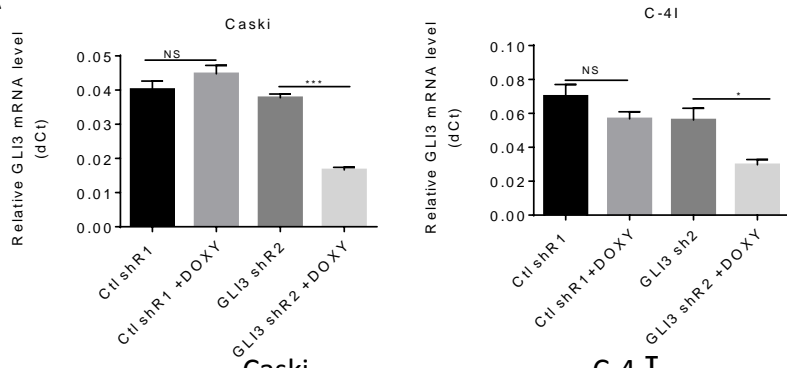 Caski
Relative GLI3 mRNA level
(dCt)
0.05
0.04
0.03
0.02
0.01
0.00
NS
***
Ctl shR1
Ctl shR1 +DOXY
GLI3 shR2
GLI3 shR2 +DOXY
C-4I
Relative GLI3 mRNA level
(dCt)
0.10
0.08
0.06
0.04
0.02
0.00
NS
*
Ctl shR1
Ctl shR1+DOXY
GLI3 sh2
GLI3 shR2 +DOXY
Caski
C-4 I